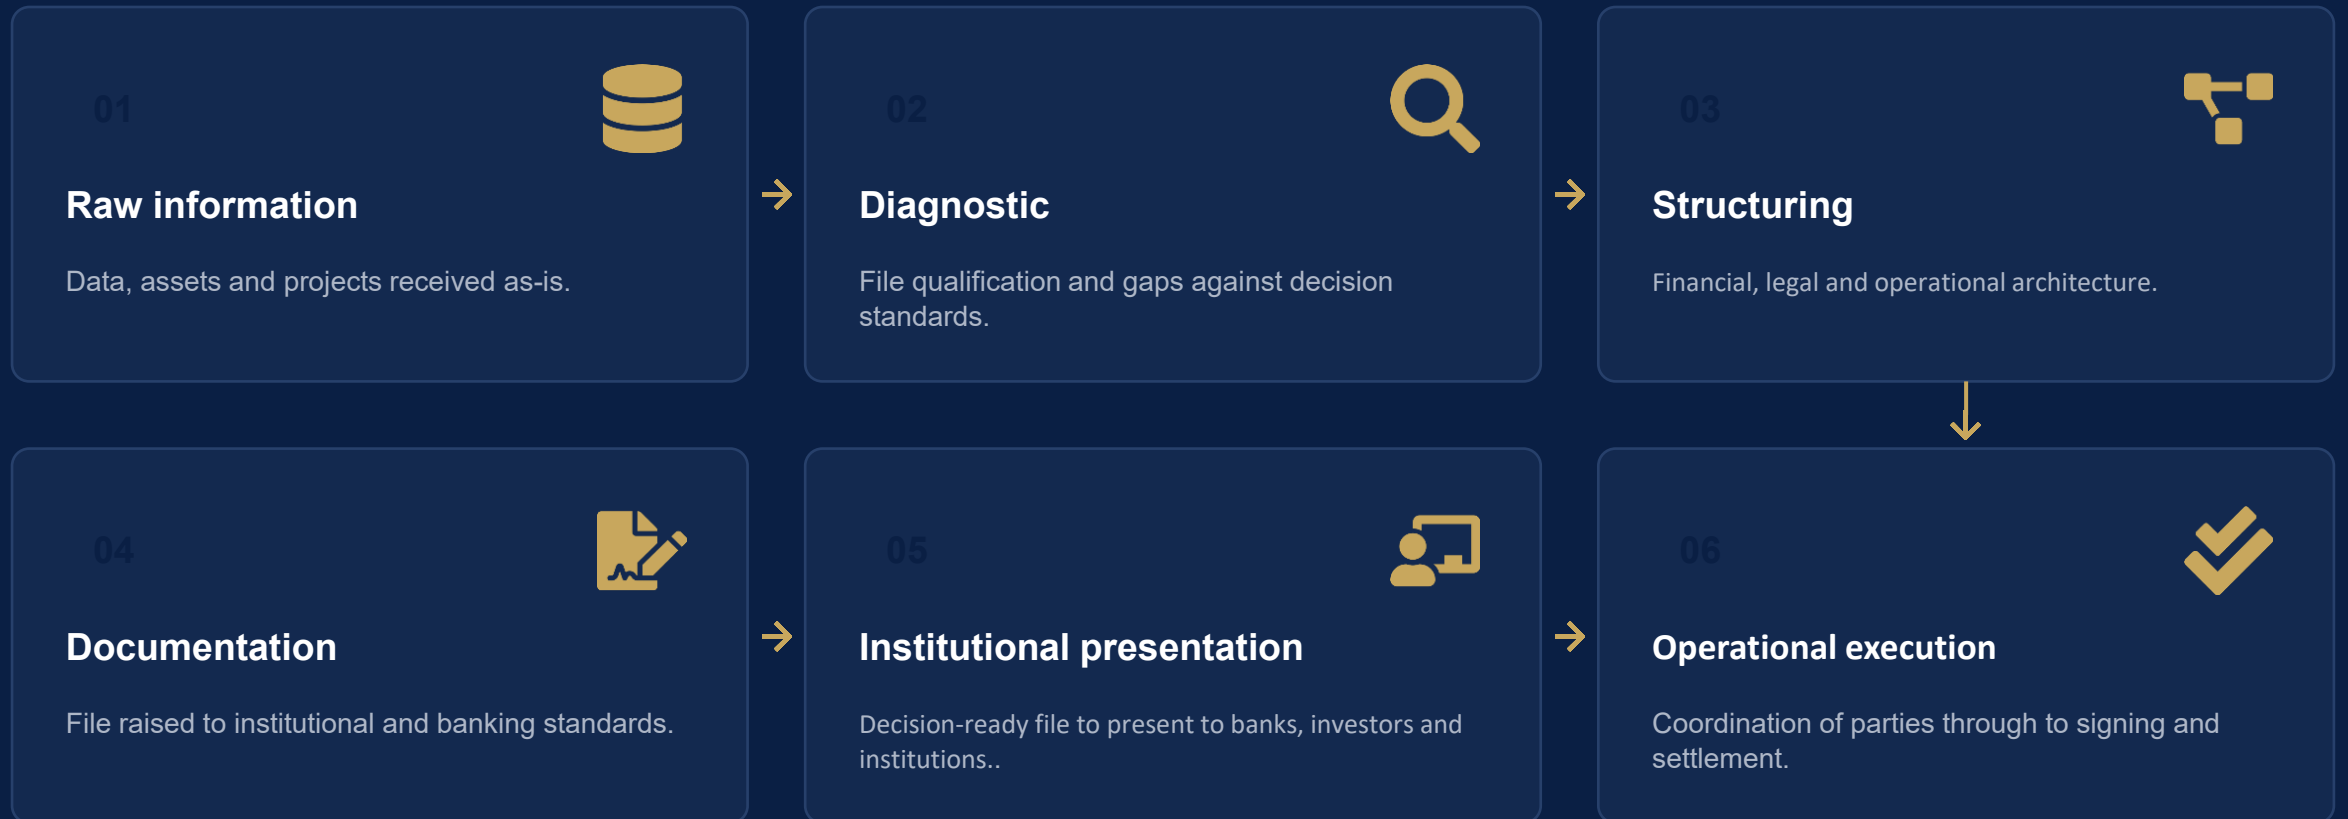 01
Raw information
Data, assets and projects received as-is.
02
Diagnostic
File qualification and gaps against decision
standards.
03
Structuring
Financial, legal and operational architecture.
04
Documentation
File raised to institutional and banking standards.
05
Institutional presentation
Decision-ready file to present to banks, investors and
institutions..
06
Operational execution
Coordination of parties through to signing and
settlement.